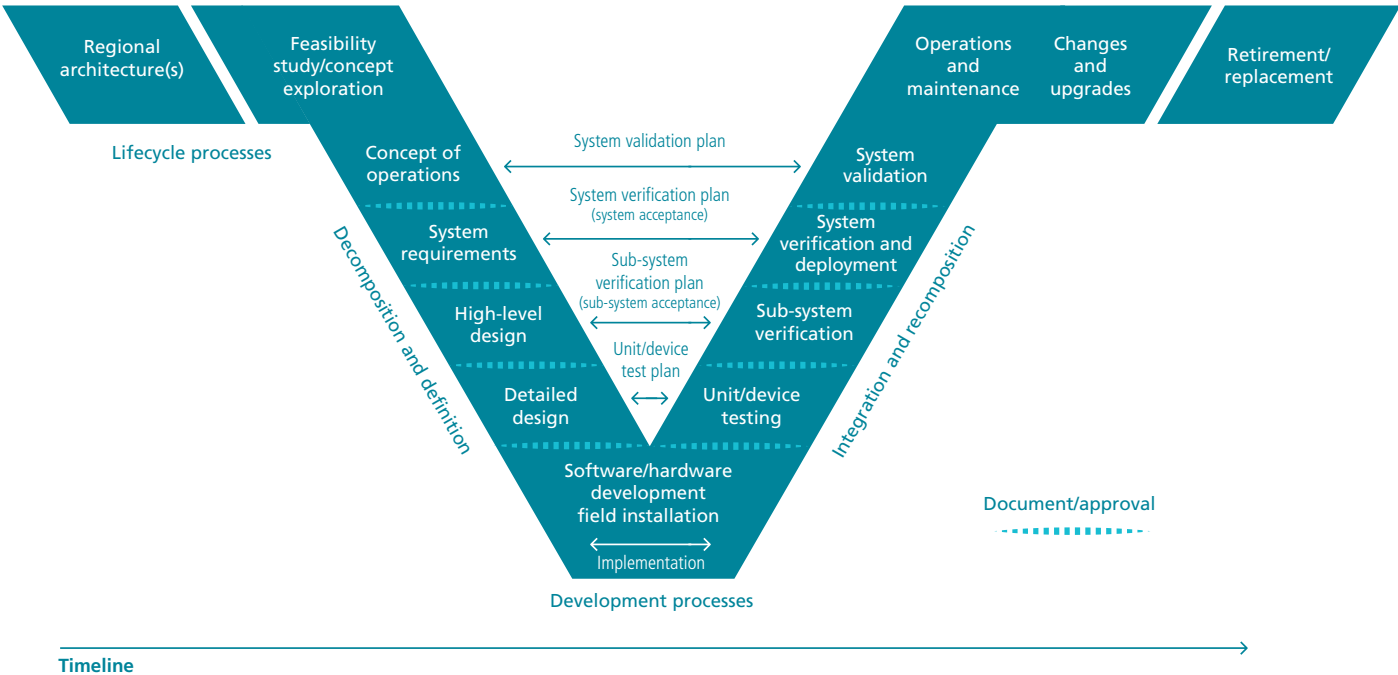 Regional
architecture(s)
Feasibility
study/concept
exploration
Operations
and
maintenance
Changes
and
upgrades
Retirement/
replacement
Lifecycle processes
Concept of
operations
System validation plan
System
validation
System verification plan
(system acceptance)
System
requirements
System
verification and
deployment
Sub-system
verification plan
(sub-system acceptance)
High-level
design
Sub-system
verification
Unit/device
test plan
Detailed
design
Unit/device
testing
Decomposition and definition
Integration and recomposition
Software/hardware
development
field installation
Implementation
Document/approval
Development processes
Timeline